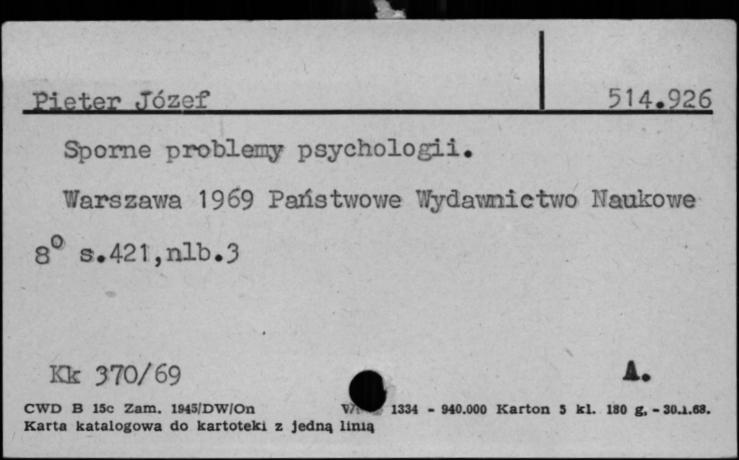 Pieter Józef 514.926
Sporne problemy psychologii.
Warszawa 1969 Państwowe Wydawnictwo Naukowe
8° s.421,nlb.3
Kk 370/69 A.
CWD B 15c Zam. 1945/DW/On 1334 - 940.000 Karton 5 kl. 180 g. - 30.1.68.
Karta katalogowa do kartoteki z jedną linią